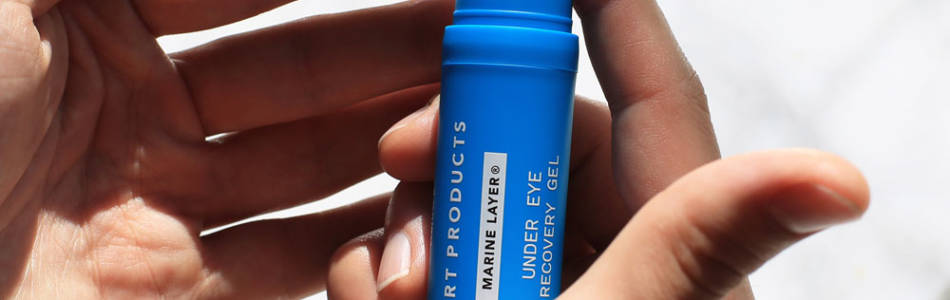 RT PRODUCTS
MARINE LAYER®
UNDER EYE
RECOVERY GEL